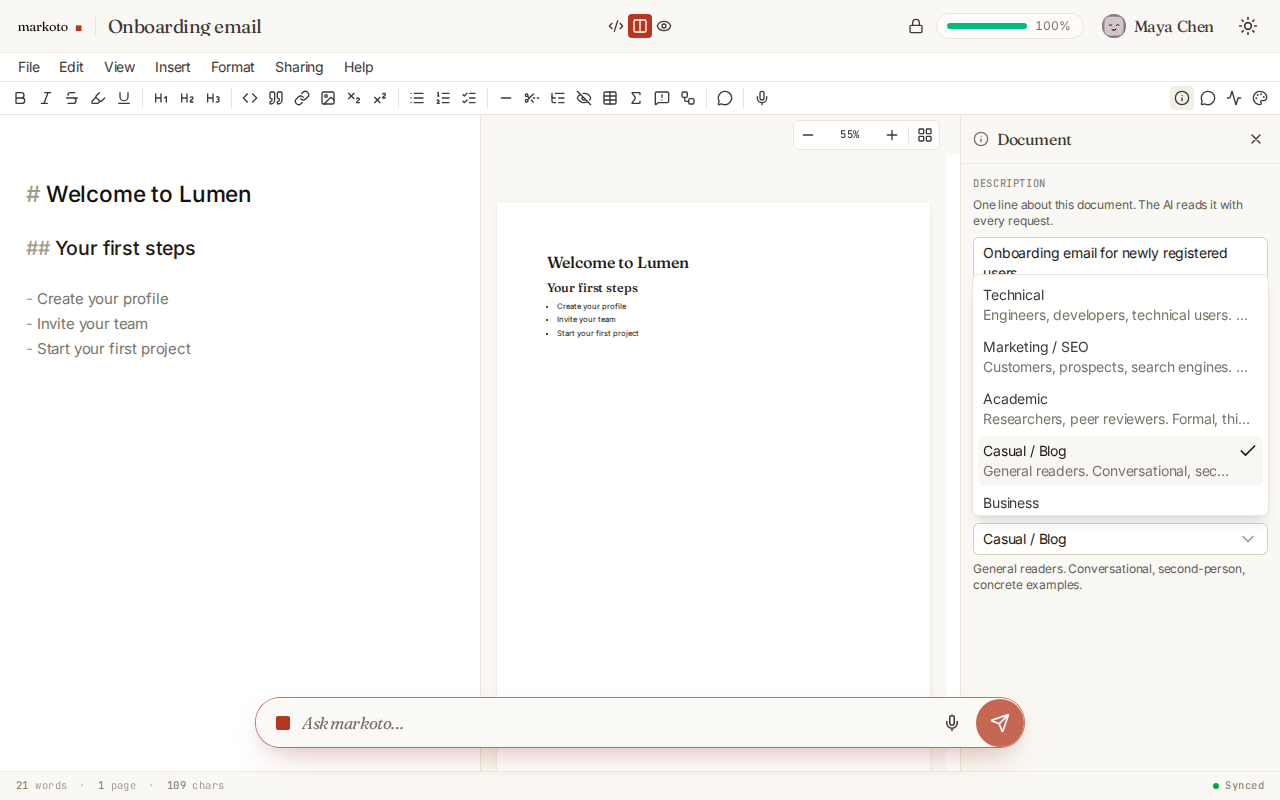 markoto
Onboarding email
100%
Maya Chen
File Edit View Insert Format Sharing Help
H1 H2 H3
55%
# Welcome to Lumen
## Your first steps
- Create your profile
- Invite your team
- Start your first project
Welcome to Lumen
Your first steps
• Create your profile
• Invite your team
• Start your first project
Document
DESCRIPTION
One line about this document. The AI reads it with
every request.
Onboarding email for newly registered
users
Technical
Engineers, developers, technical users. ...
Marketing / SEO
Customers, prospects, search engines. ...
Academic
Researchers, peer reviewers. Formal, thi...
Casual / Blog
General readers. Conversational, sec...
Business
Casual / Blog
General readers. Conversational, second-person,
concrete examples.
Ask markoto...
21 words · 1 page · 109 chars
Synced